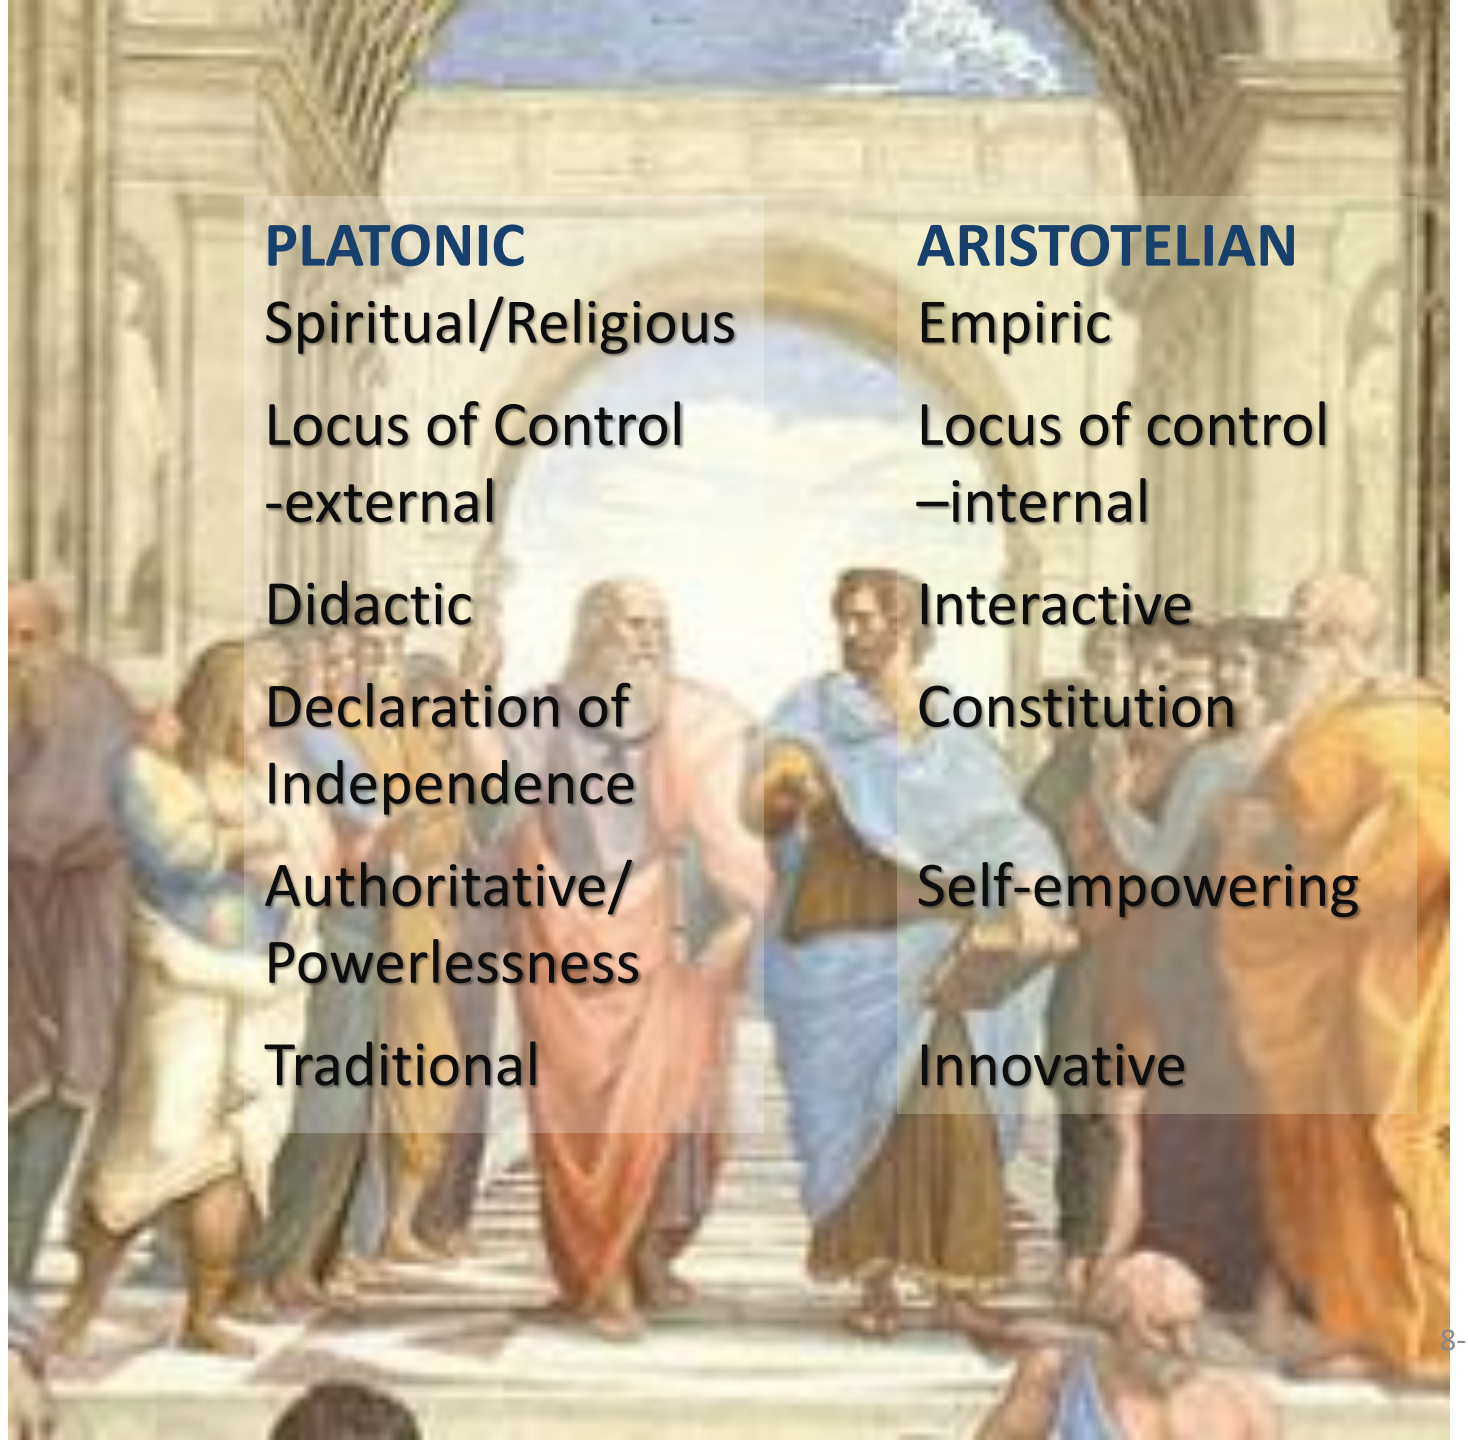 PLATONIC
Spiritual/Religious
Locus of Control
-external
Didactic
Declaration of
Independence
Authoritative/
Powerlessness
Traditional
ARISTOTELIAN
Empiric
Locus of control
–internal
Interactive
Constitution
Self-empowering
Innovative
8-